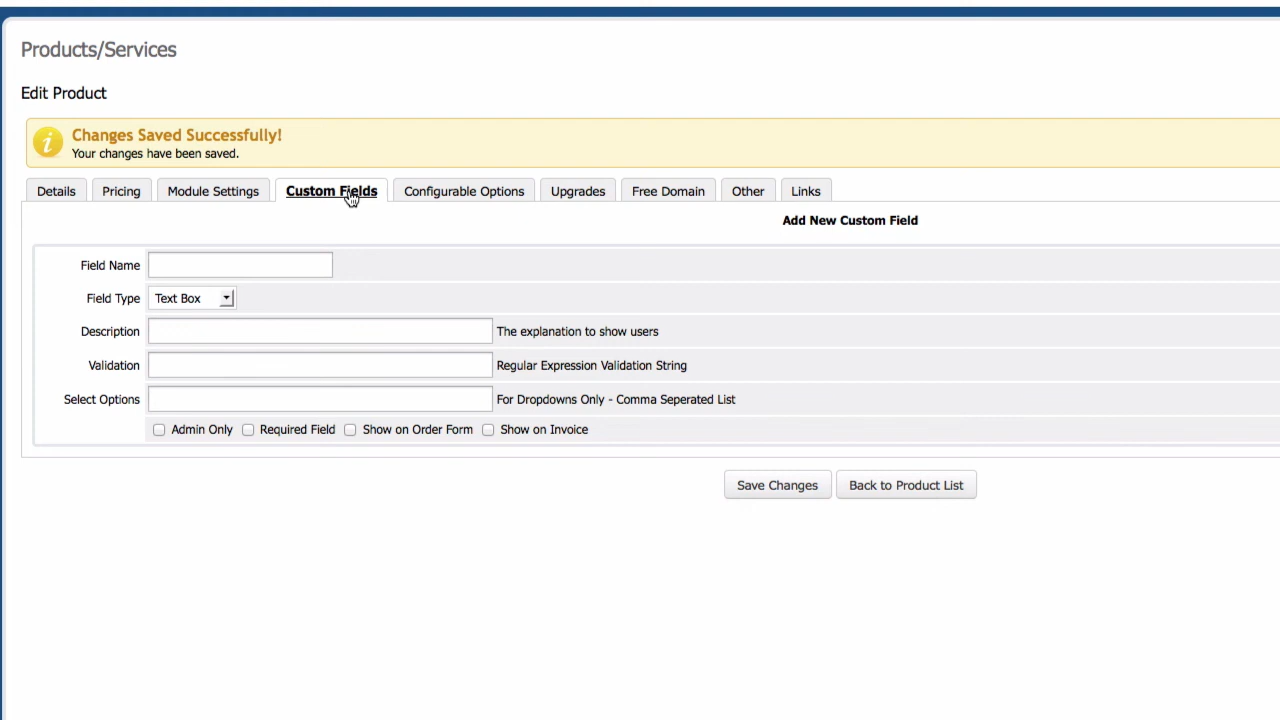 Products/Services
Edit Product
Changes Saved Successfully!
Your changes have been saved.
Details Pricing Module Settings Custom Fields Configurable Options Upgrades Free Domain Other Links
Add New Custom Field
Field Name
Field Type Text Box
Description The explanation to show users
Validation Regular Expression Validation String
Select Options For Dropdowns Only - Comma Seperated List
Admin Only Required Field Show on Order Form Show on Invoice
Save Changes Back to Product List